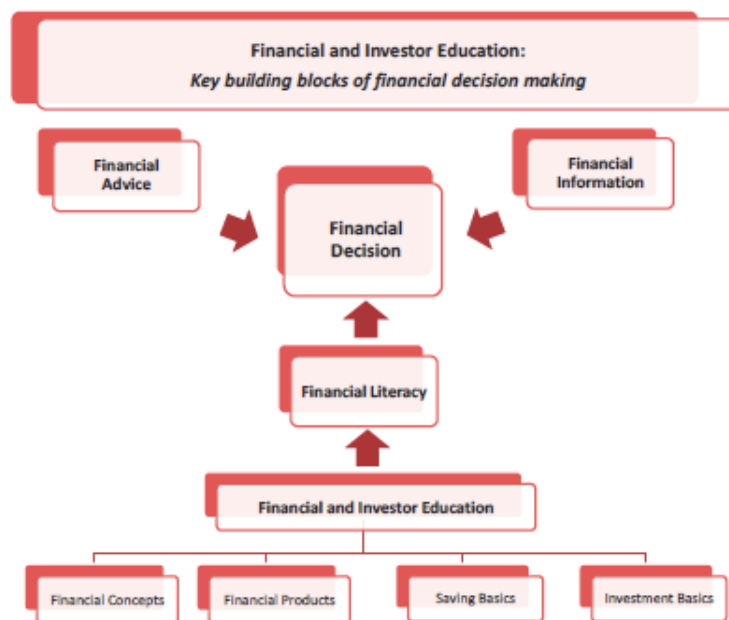 Financial and Investor Education:
Key building blocks of financial decision making
Financial
Advice
Financial
Information
Financial
Decision
Financial Literacy
Financial and Investor Education
Financial Concepts
Financial Products
Saving Basics
Investment Basics